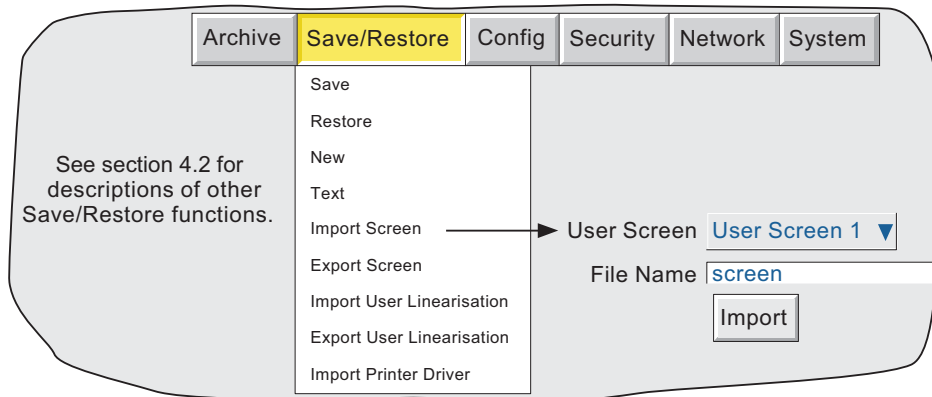 Archive Save/Restore Config Security Network System
Save
Restore
New
Text
Import Screen
Export Screen
Import User Linearisation
Export User Linearisation
Import Printer Driver
See section 4.2 for
descriptions of other
Save/Restore functions.
User Screen User Screen 1
File Name screen
Import